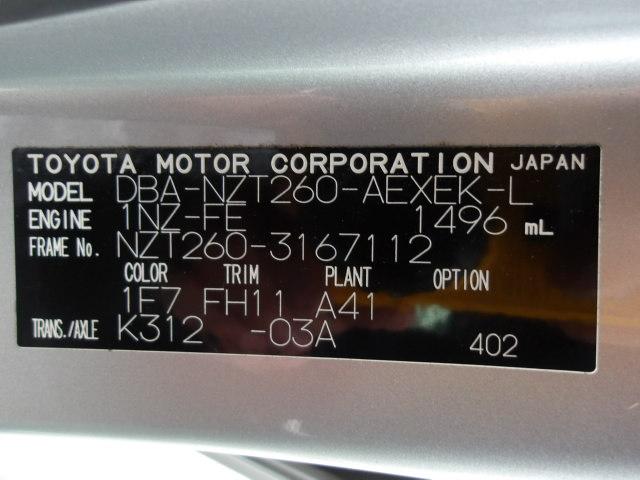 TOYOTA MOTOR CORPORATION JAPAN
MODEL DBA-NZT260-AEXEK-L
ENGINE 1NZ-FE 1496 mL
FRAME No. NZT260-3167112
COLOR TRIM PLANT OPTION
1E7 FH11 A41
TRANS./AXLE K312 -03A 402